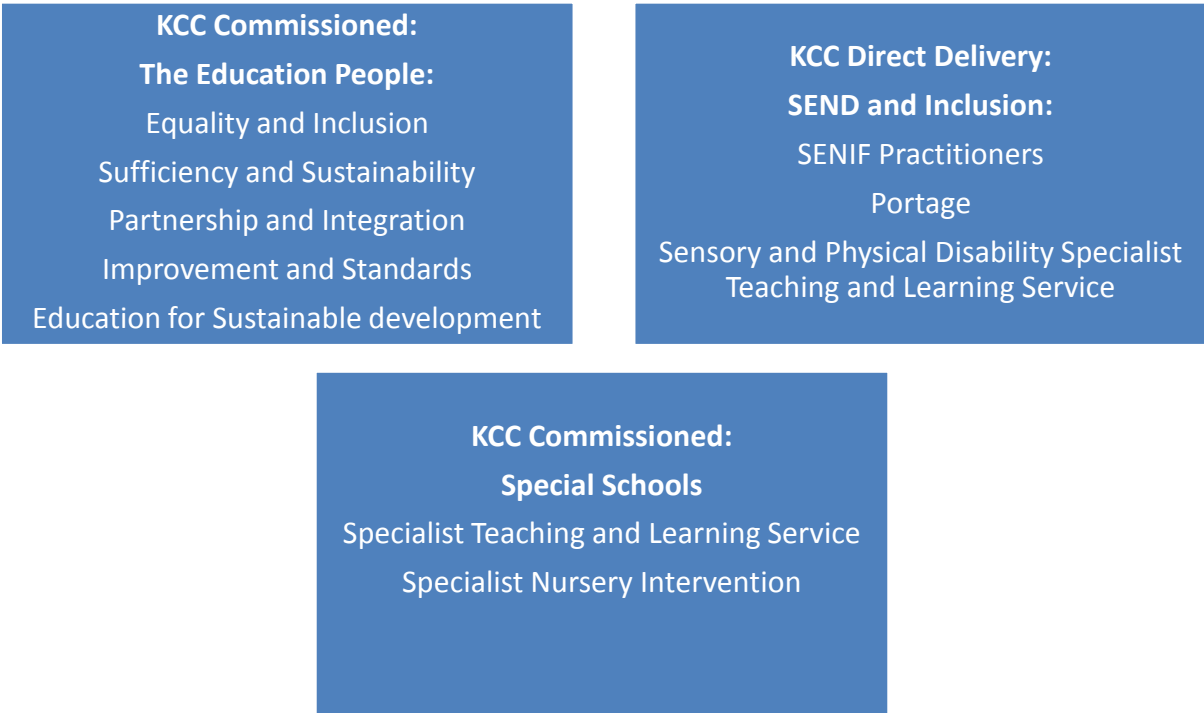 KCC Commissioned:
The Education People:
Equality and Inclusion
Sufficiency and Sustainability
Partnership and Integration
Improvement and Standards
Education for Sustainable development
KCC Direct Delivery:
SEND and Inclusion:
SENIF Practitioners
Portage
Sensory and Physical Disability Specialist
Teaching and Learning Service
KCC Commissioned:
Special Schools
Specialist Teaching and Learning Service
Specialist Nursery Intervention